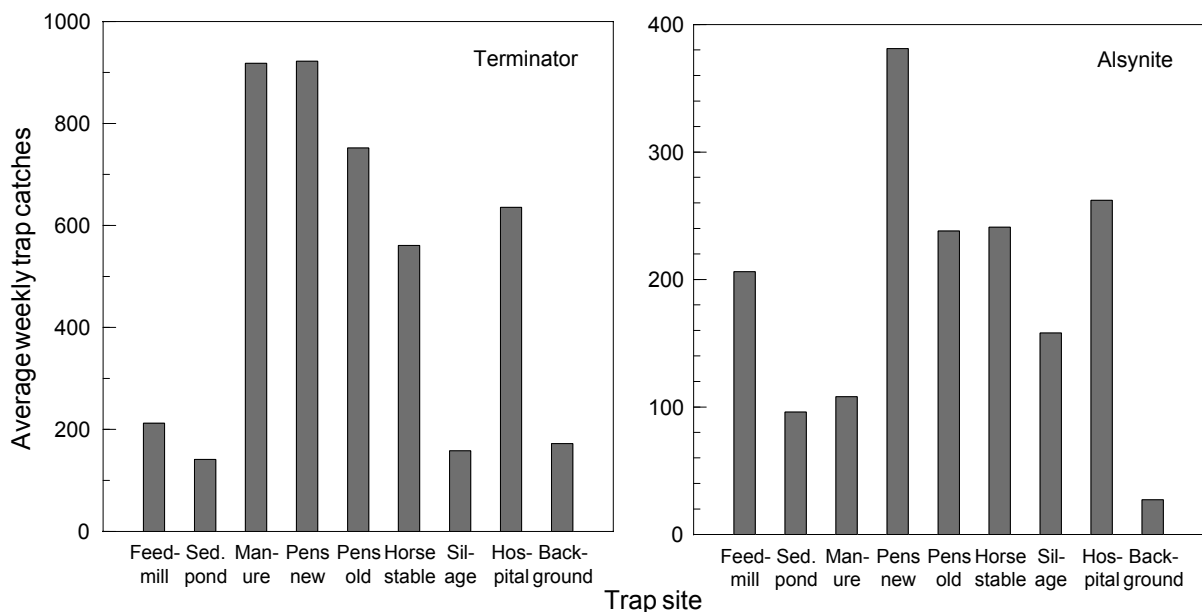 Average weekly trap catches
1000
800
600
400
200
0
Terminator
Feed-
mill
Sed.
pond
Man-
ure
Pens
new
Pens
old
Horse
stable
Sil-
age
Hos-
pital
Back-
ground
400
300
200
100
0
Alsynite
Feed-
mill
Sed.
pond
Man-
ure
Pens
new
Pens
old
Horse
stable
Sil-
age
Hos-
pital
Back-
ground
Trap site